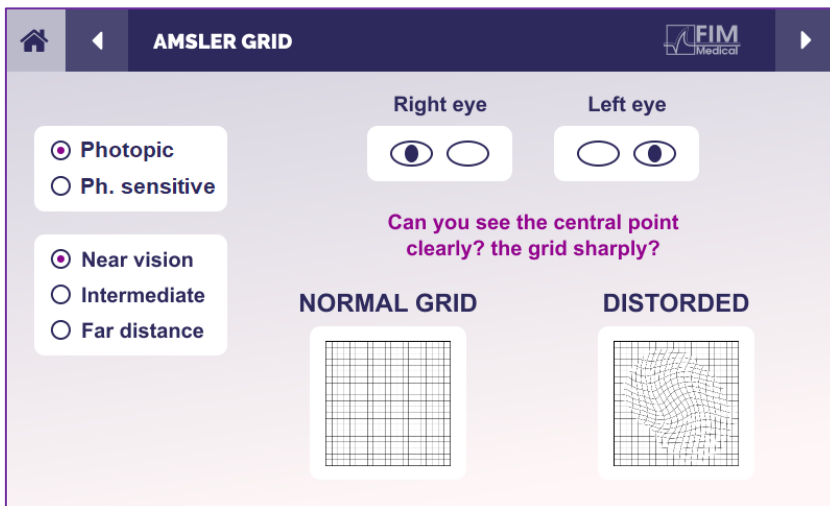 AMSLER GRID
FIM
Medical
Right eye
Left eye
Photopic
Ph. sensitive
Can you see the central point
clearly? the grid sharply?
Near vision
Intermediate
Far distance
NORMAL GRID
DISTORDED